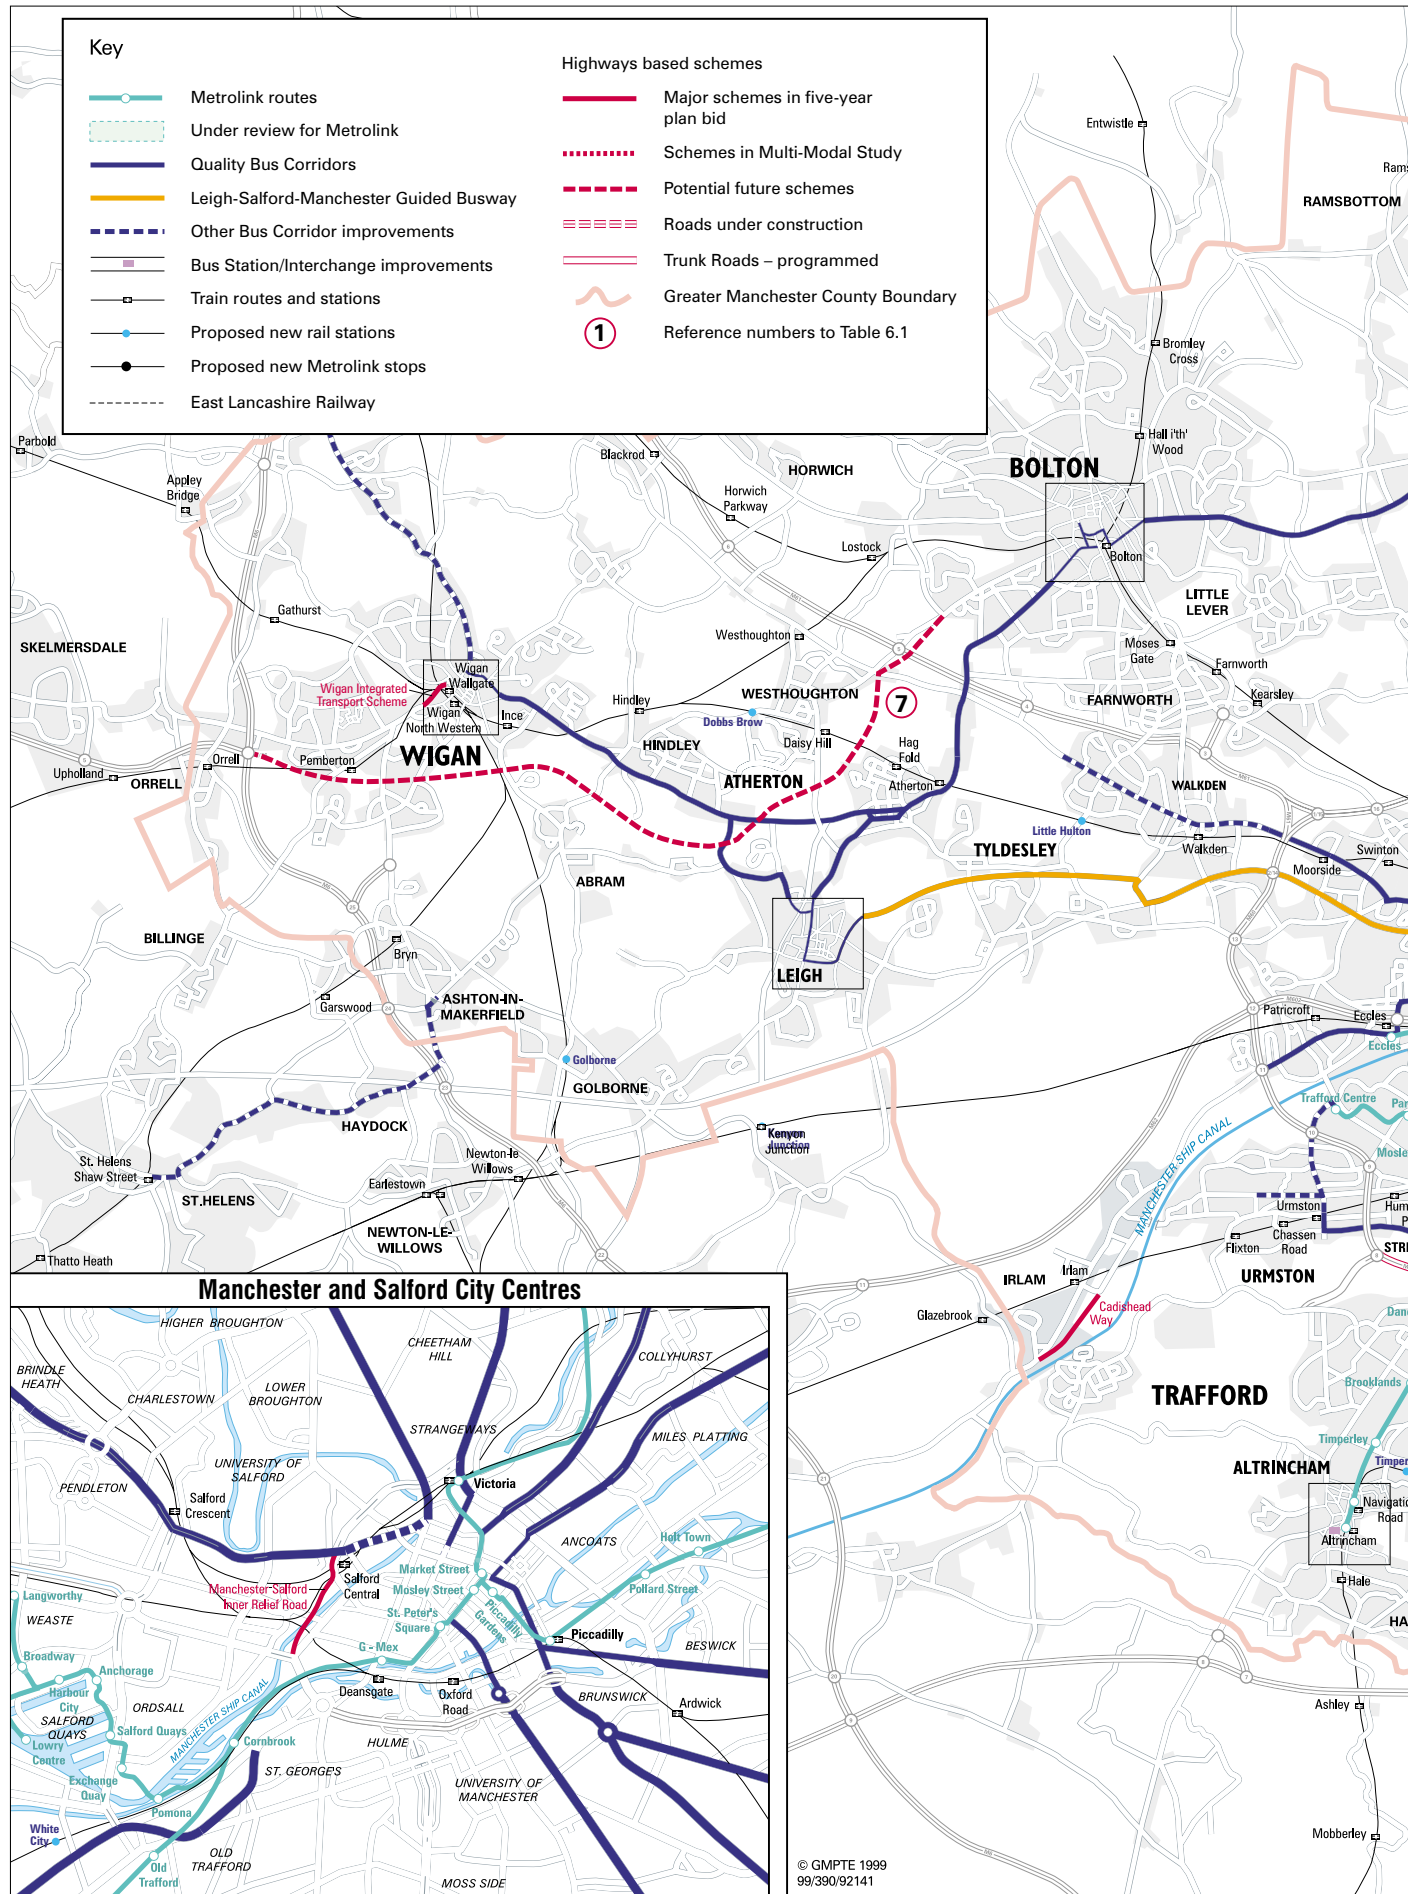 Key
Metrolink routes
Under review for Metrolink
Quality Bus Corridors
Leigh-Salford-Manchester Guided Busway
Other Bus Corridor improvements
Bus Station/Interchange improvements
Train routes and stations
Proposed new rail stations
Proposed new Metrolink stops
East Lancashire Railway
Highways based schemes
Major schemes in five-year
plan bid
Schemes in Multi-Modal Study
Potential future schemes
Roads under construction
Trunk Roads – programmed
Greater Manchester County Boundary
1
Reference numbers to Table 6.1
Entwistle
RAMSBOTTOM
Bromley
Cross
Hall i'th'
Wood
BOLTON
Bolton
Parbold
Appley
Bridge
Blackrod
HORWICH
Horwich
Parkway
Lostock
LITTLE
LEVER
Gathurst
SKELMERSDALE
Westhoughton
Moses
Gate
Farnworth
Kearsley
FARNWORTH
Wigan
Wallgate
Wigan Integrated
Transport Scheme
Wigan
North Western
Ince
Hindley
WESTHOUGHTON
7
Dobbs Brow
HINDLEY
Daisy Hill
Hag
Fold
Atherton
ATHERTON
WIGAN
Orrell
Pemberton
Upholland
ORRELL
WALKDEN
Little Hulton
TYLDESLEY
Walkden
Swinton
Moorside
ABRAM
LEIGH
BILLINGE
Bryn
Garswood
ASHTON-IN-
MAKERFIELD
Patricroft
Eccles
Eccles
Golborne
GOLBORNE
HAYDOCK
Trafford Centre
Kenyon
Junction
MANCHESTER SHIP CANAL
St. Helens
Shaw Street
ST.HELENS
Newton-le
Willows
Earlestown
NEWTON-LE-
WILLOWS
Thatto Heath
Urmston
Chassen
Road
Flixton
URMSTON
IRLAM
Irlam
Glazebrook
Cadishead
Way
TRAFFORD
Brooklands
Timperley
ALTRINCHAM
Altrincham
Hale
Ashley
Mobberley
Manchester and Salford City Centres
HIGHER BROUGHTON
CHEETHAM
HILL
COLLYHURST
BRINDLE
HEATH
CHARLESTOWN
LOWER
BROUGHTON
STRANGEWAYS
MILES PLATTING
UNIVERSITY OF
SALFORD
PENDLETON
Victoria
Salford
Crescent
ANCOATS
Holt Town
Salford
Central
Market Street
Mosley Street
Pollard Street
Manchester-Salford
Inner Relief Road
St. Peter's
Square
Piccadilly
Gardens
Piccadilly
Langworthy
WEASTE
BESWICK
G - Mex
Broadway
Anchorage
Harbour
City
Deansgate
Oxford
Road
BRUNSWICK
Ardwick
ORDSALL
SALFORD
QUAYS
Salford Quays
MANCHESTER SHIP CANAL
Lowry
Centre
Cornbrook
HULME
Exchange
Quay
ST. GEORGE'S
UNIVERSITY OF
MANCHESTER
Pomona
White
City
OLD
TRAFFORD
Old
Trafford
MOSS SIDE
© GMPTE 1999
99/390/92141